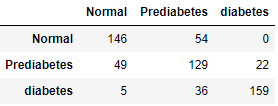 Normal Prediabetes diabetes
Normal 146 54 0
Prediabetes 49 129 22
diabetes 5 36 159